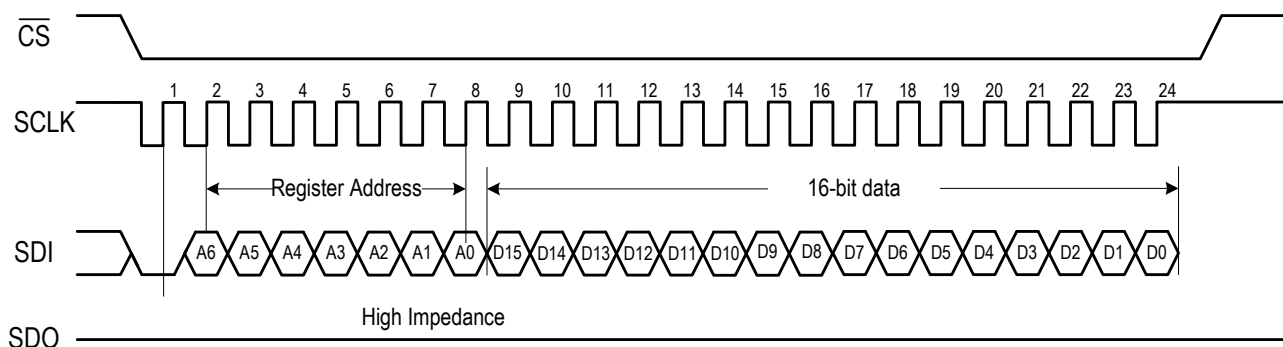 CS
1 2 3 4 5 6 7 8 9 10 11 12 13 14 15 16 17 18 19 20 21 22 23 24
SCLK
Register Address 16-bit data
SDI A6 A5 A4 A3 A2 A1 A0 D15 D14 D13 D12 D11 D10 D9 D8 D7 D6 D5 D4 D3 D2 D1 D0
High Impedance
SDO